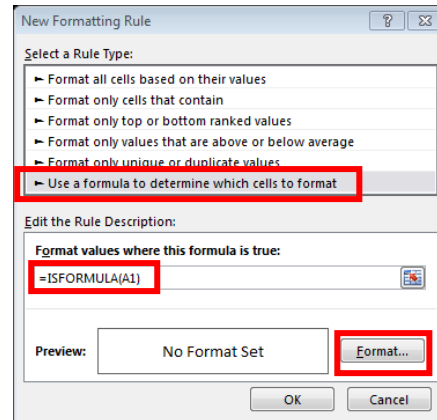 New Formatting Rule
?
Select a Rule Type:
► Format all cells based on their values
► Format only cells that contain
► Format only top or bottom ranked values
► Format only values that are above or below average
► Format only unique or duplicate values
► Use a formula to determine which cells to format
Edit the Rule Description:
Format values where this formula is true:
=ISFORMULA(A1)
Preview: No Format Set Format...
OK Cancel